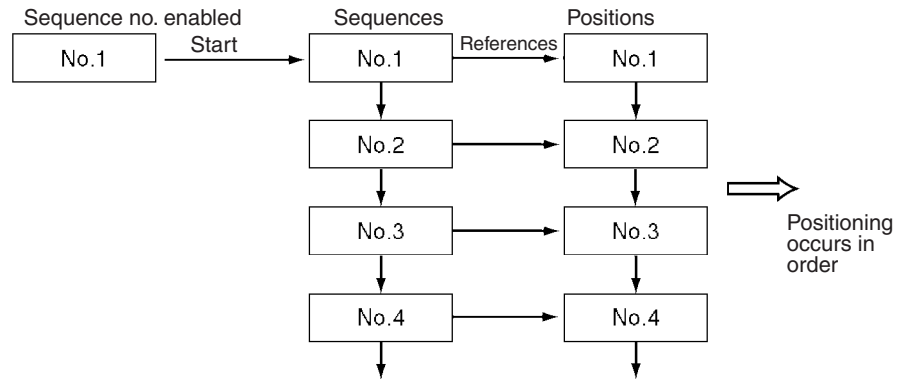 Sequence no. enabled
Sequences
Positions
No.1
Start
No.1
References
No.1
No.2
No.2
No.3
No.3
No.4
No.4
Positioning
occurs in
order